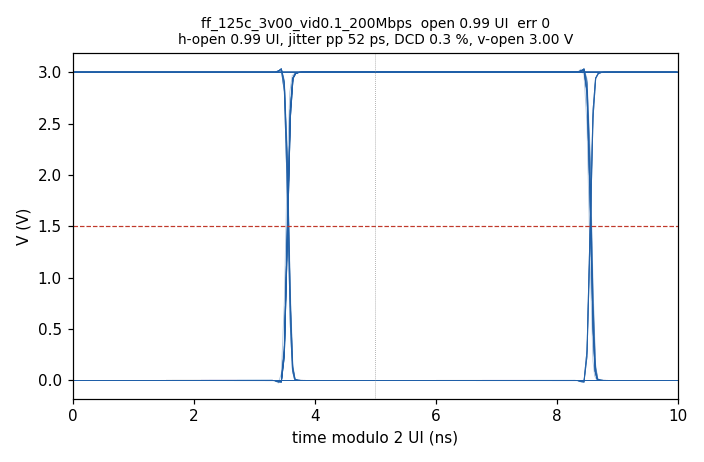 ff_125c_3v00_vid0.1_200Mbps  open 0.99 UI  err 0
h-open 0.99 UI, jitter pp 52 ps, DCD 0.3 %, v-open 3.00 V
3.0
2.5
2.0
1.5
1.0
0.5
0.0
V (V)
0 2 4 6 8 10
time modulo 2 UI (ns)